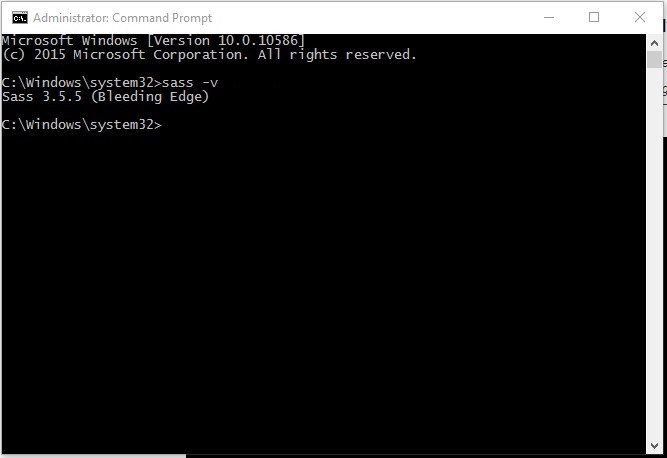 Administrator: Command Prompt
Microsoft Windows [Version 10.0.10586]
(c) 2015 Microsoft Corporation. All rights reserved.
C:\Windows\system32>sass -v
Sass 3.5.5 (Bleeding Edge)
C:\Windows\system32>